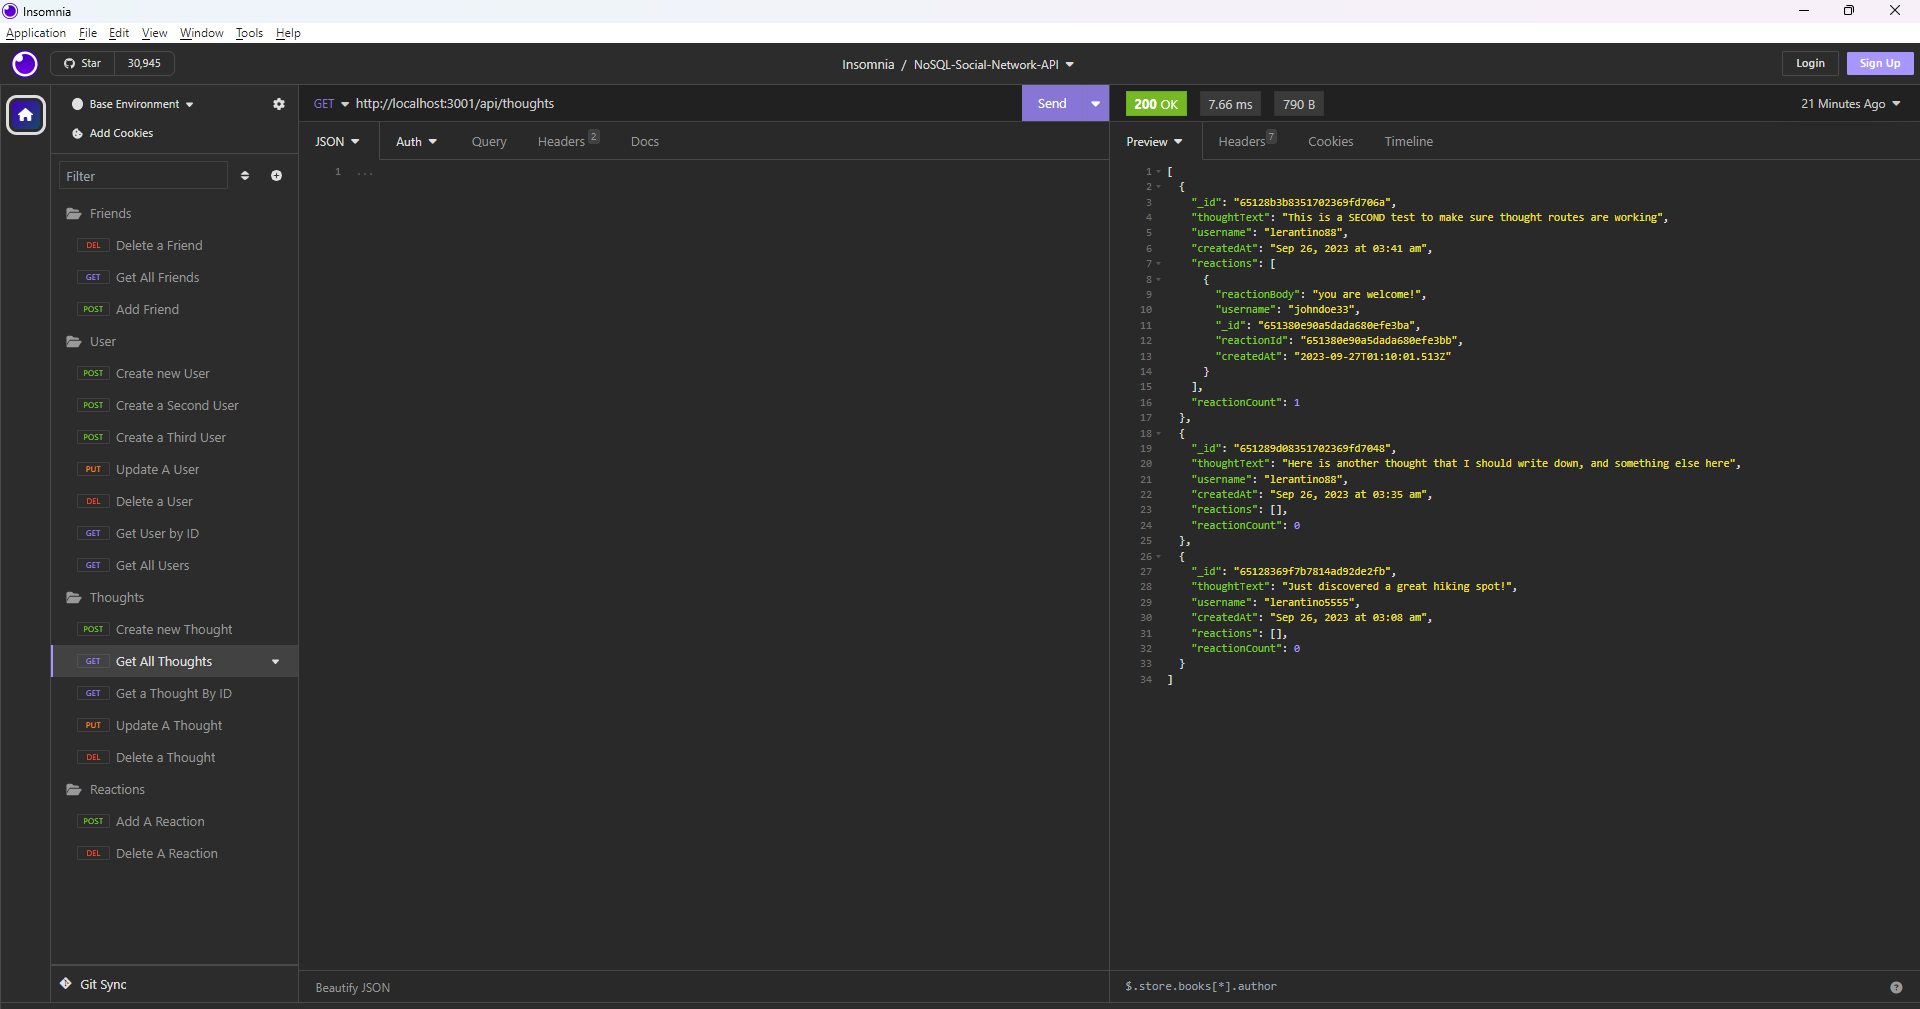 Insomnia
Application File Edit View Window Tools Help
Star 30,945
Insomnia / NoSQL-Social-Network-API
Login Sign Up
Base Environment
Add Cookies
Filter
Friends
DEL Delete a Friend
GET Get All Friends
POST Add Friend
User
POST Create new User
POST Create a Second User
POST Create a Third User
PUT Update A User
DEL Delete a User
GET Get User by ID
GET Get All Users
Thoughts
POST Create new Thought
GET Get All Thoughts
GET Get a Thought By ID
PUT Update A Thought
DEL Delete a Thought
Reactions
POST Add A Reaction
DEL Delete A Reaction
Git Sync
GET http://localhost:3001/api/thoughts Send
JSON Auth Query Headers 2 Docs
1 ...
Beautify JSON
200 OK 7.66 ms 790 B 21 Minutes Ago
Preview Headers 7 Cookies Timeline
1 [
2 {
3 "_id": "65128b3b8351702369fd706a",
4 "thoughtText": "This is a SECOND test to make sure thought routes are working",
5 "username": "lerantino88",
6 "createdAt": "Sep 26, 2023 at 03:41 am",
7 "reactions": [
8 {
9 "reactionBody": "you are welcome!",
10 "username": "johndoe33",
11 "_id": "651380e90a5dada680efe3ba",
12 "reactionId": "651380e90a5dada680efe3bb",
13 "createdAt": "2023-09-27T01:10:01.513Z"
14 }
15 ],
16 "reactionCount": 1
17 },
18 {
19 "_id": "651289d08351702369fd7048",
20 "thoughtText": "Here is another thought that I should write down, and something else here",
21 "username": "lerantino88",
22 "createdAt": "Sep 26, 2023 at 03:35 am",
23 "reactions": [],
24 "reactionCount": 0
25 },
26 {
27 "_id": "65128369f7b7814ad92de2fb",
28 "thoughtText": "Just discovered a great hiking spot!",
29 "username": "lerantino5555",
30 "createdAt": "Sep 26, 2023 at 03:08 am",
31 "reactions": [],
32 "reactionCount": 0
33 }
34 ]
$.store.books[*].author